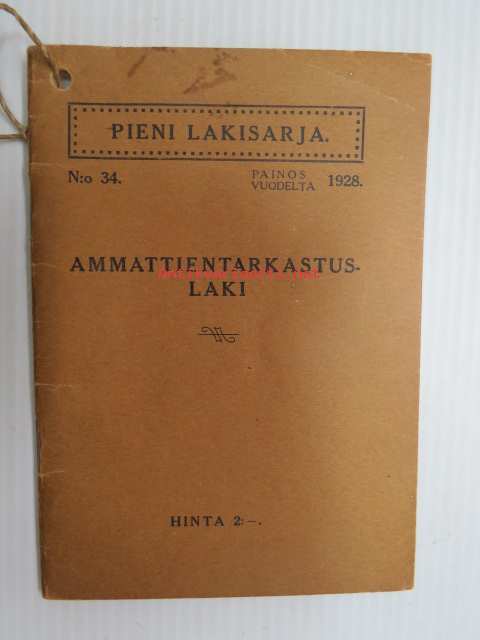 PIENI LAKISARJA.
N:o 34.
PAINOS
VUODELTA
1928.
AMMATTIENTARKASTUS-
LAKI
HINTA 2:—.